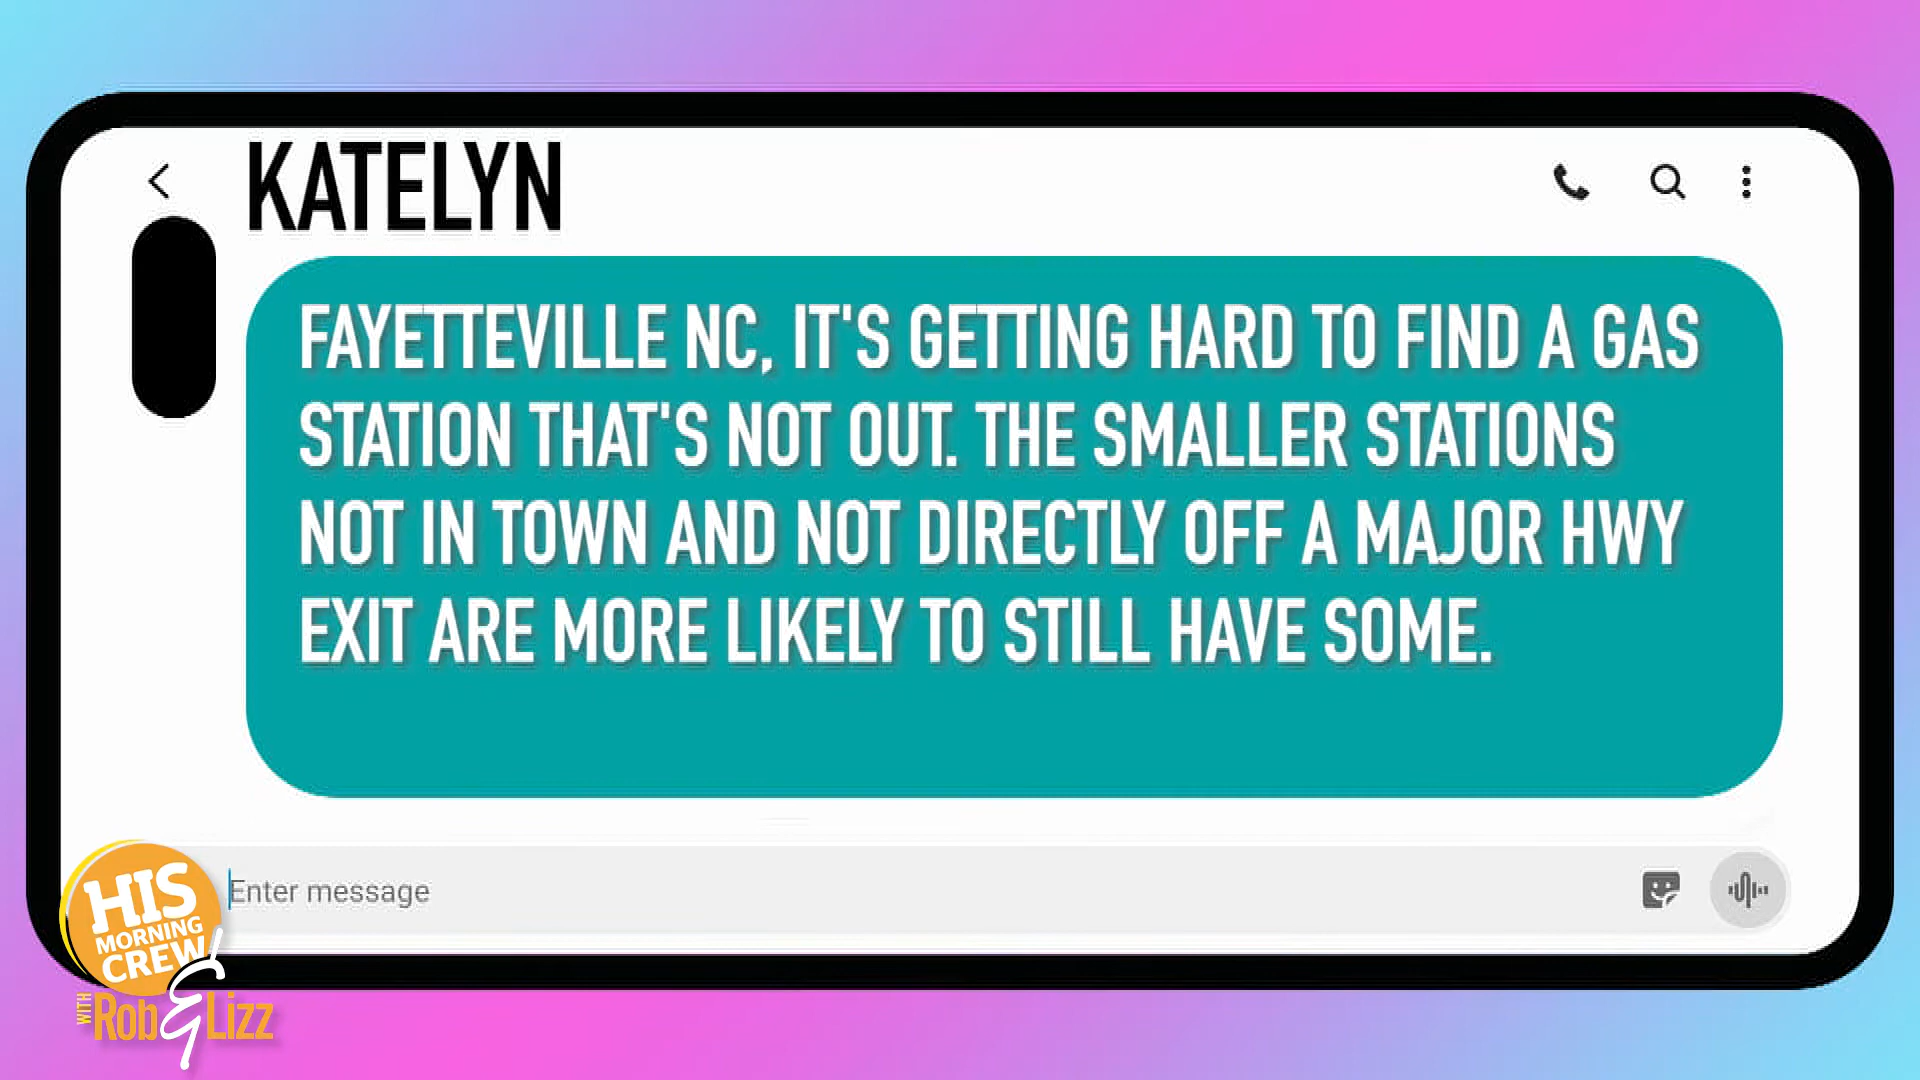 KATELYN
FAYETTEVILLE NC, IT'S GETTING HARD TO FIND A GAS
STATION THAT'S NOT OUT. THE SMALLER STATIONS
NOT IN TOWN AND NOT DIRECTLY OFF A MAJOR HWY
EXIT ARE MORE LIKELY TO STILL HAVE SOME.
Enter message
HIS
MORNING
CREW
WITH Rob & Lizz